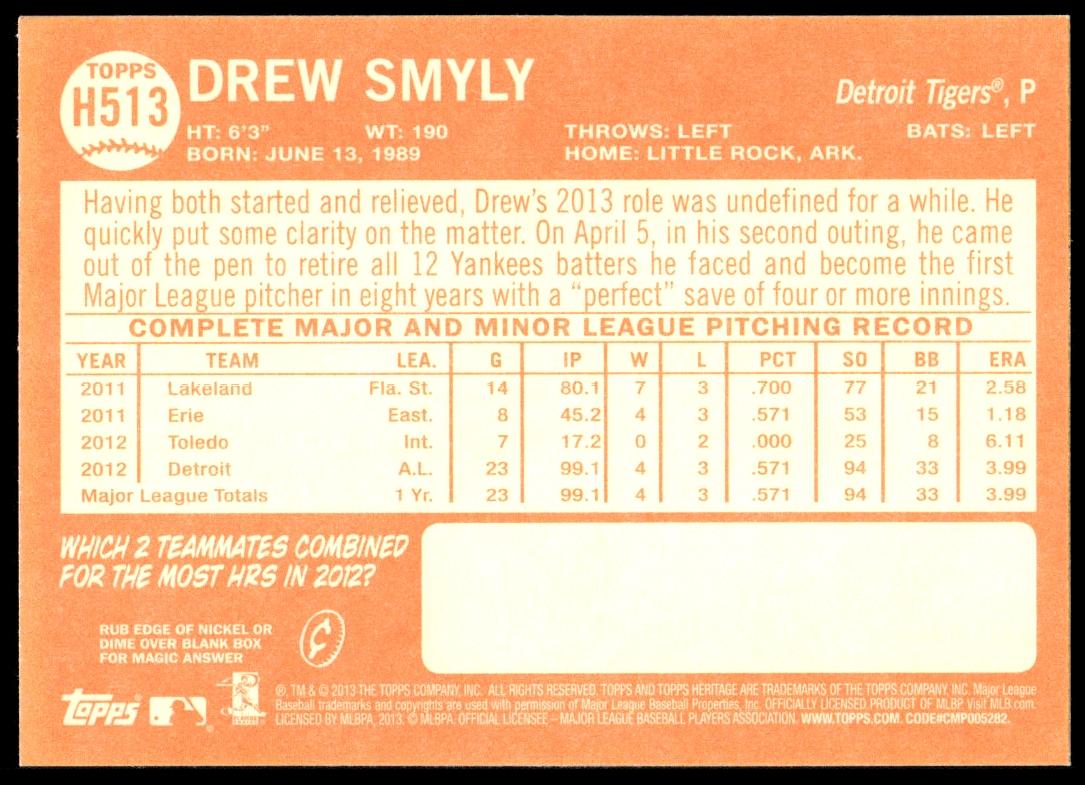 TOPPS
H513
DREW SMYLY
Detroit Tigers®, P
HT: 6'3" WT: 190 THROWS: LEFT BATS: LEFT
BORN: JUNE 13, 1989 HOME: LITTLE ROCK, ARK.
Having both started and relieved, Drew's 2013 role was undefined for a while. He
quickly put some clarity on the matter. On April 5, in his second outing, he came
out of the pen to retire all 12 Yankees batters he faced and become the first
Major League pitcher in eight years with a "perfect" save of four or more innings.
COMPLETE MAJOR AND MINOR LEAGUE PITCHING RECORD
YEAR TEAM LEA. G IP W L PCT SO BB ERA
2011 Lakeland Fla. St. 14 80.1 7 3 .700 77 21 2.58
2011 Erie East. 8 45.2 4 3 .571 53 15 1.18
2012 Toledo Int. 7 17.2 0 2 .000 25 8 6.11
2012 Detroit A.L. 23 99.1 4 3 .571 94 33 3.99
Major League Totals 1 Yr. 23 99.1 4 3 .571 94 33 3.99
WHICH 2 TEAMMATES COMBINED
FOR THE MOST HRS IN 2012?
RUB EDGE OF NICKEL OR
DIME OVER BLANK BOX
FOR MAGIC ANSWER
¢
Topps
®, TM & © 2013 THE TOPPS COMPANY, INC. ALL RIGHTS RESERVED. TOPPS AND TOPPS HERITAGE ARE TRADEMARKS OF THE TOPPS COMPANY, INC. Major League
Baseball trademarks and copyrights are used with permission of Major League Baseball Properties, Inc. OFFICIALLY LICENSED PRODUCT OF MLBP. Visit MLB.com.
LICENSED BY MLBPA, 2013. © MLBPA. OFFICIAL LICENSEE – MAJOR LEAGUE BASEBALL PLAYERS ASSOCIATION. WWW.TOPPS.COM. CODE#CMP005282.